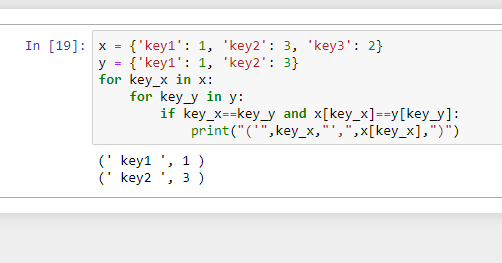 In [19]: x = {'key1': 1, 'key2': 3, 'key3': 2}
y = {'key1': 1, 'key2': 3}
for key_x in x:
    for key_y in y:
        if key_x==key_y and x[key_x]==y[key_y]:
            print("('",key_x,"',",x[key_x],")")
(' key1 ', 1 )
(' key2 ', 3 )